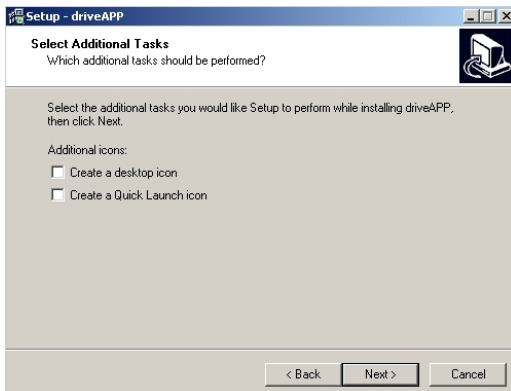 Setup - driveAPP
Select Additional Tasks
Which additional tasks should be performed?
Select the additional tasks you would like Setup to perform while installing driveAPP,
then click Next.
Additional icons:
Create a desktop icon
Create a Quick Launch icon
< Back
Next >
Cancel